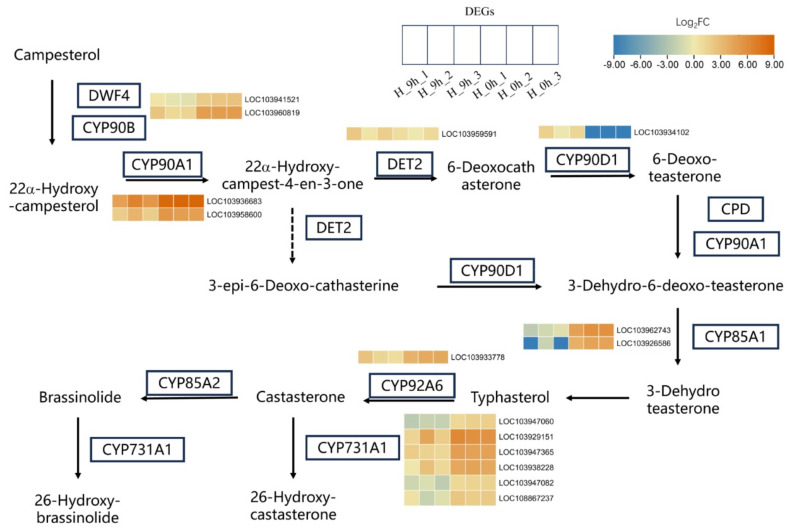 DEGs
H_9h_1
H_9h_2
H_9h_3
H_0h_1
H_0h_2
H_0h_3
Log2FC
-9.00 -6.00 -3.00 0.00 3.00 6.00 9.00
Campesterol
DWF4
CYP90B
LOC103941521
LOC103960819
22α-Hydroxy
-campesterol
CYP90A1
LOC103936683
LOC103958600
22α-Hydroxy-
campest-4-en-3-one
LOC103959591
DET2
6-Deoxocath
asterone
LOC103934102
CYP90D1
6-Deoxo-
teasterone
DET2
CPD
CYP90A1
3-epi-6-Deoxo-cathasterine
CYP90D1
3-Dehydro-6-deoxo-teasterone
LOC103962743
LOC103926586
CYP85A1
3-Dehydro
teasterone
Typhasterol
LOC103933778
CYP92A6
Castasterone
CYP85A2
Brassinolide
LOC103947060
LOC103929151
LOC103947365
LOC103938228
LOC103947082
LOC108867237
CYP731A1
CYP731A1
26-Hydroxy-
castasterone
26-Hydroxy-
brassinolide